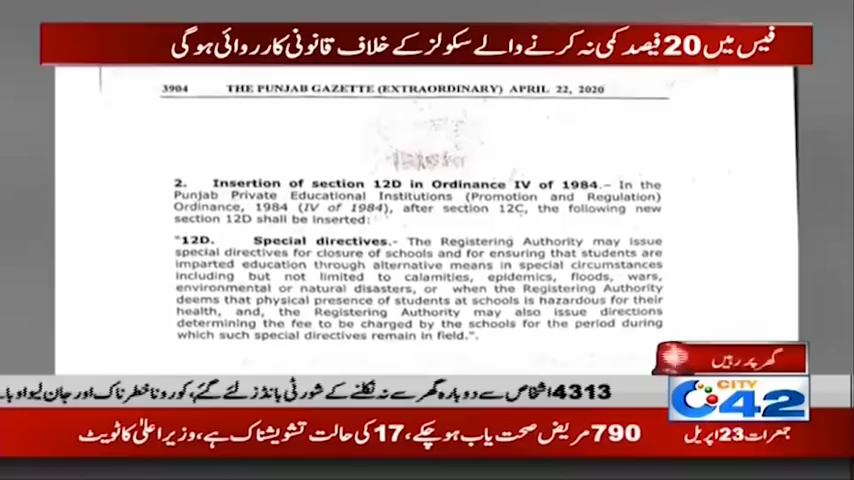 فیس میں 20 فیصد کمی نہ کرنے والے سکولز کے خلاف قانونی کارروائی ہوگی
3904 THE PUNJAB GAZETTE (EXTRAORDINARY) APRIL 22, 2020
2. Insertion of section 12D in Ordinance IV of 1984.- In the
Punjab Private Educational Institutions (Promotion and Regulation)
Ordinance, 1984 (IV of 1984), after section 12C, the following new
section 12D shall be inserted:
"12D. Special directives.- The Registering Authority may issue
special directives for closure of schools and for ensuring that students are
imparted education through alternative means in special circumstances
including but not limited to calamities, epidemics, floods, wars,
environmental or natural disasters, or when the Registering Authority
deems that physical presence of students at schools is hazardous for their
health, and, the Registering Authority may also issue directions
determining the fee to be charged by the schools for the period during
which such special directives remain in field.".
گھر پر رہیں
4313 اشخاص سے دوبارہ گھر سے نہ نکلنے کے شورٹی بانڈز لئے گئے، کورونا خطرناک اور جان لیوا وبا
CITY
42
790 مریض صحت یاب ہوچکے، 17 کی حالت تشویشناک ہے، وزیراعلیٰ کا ٹویٹ
جمعرات 23 اپریل